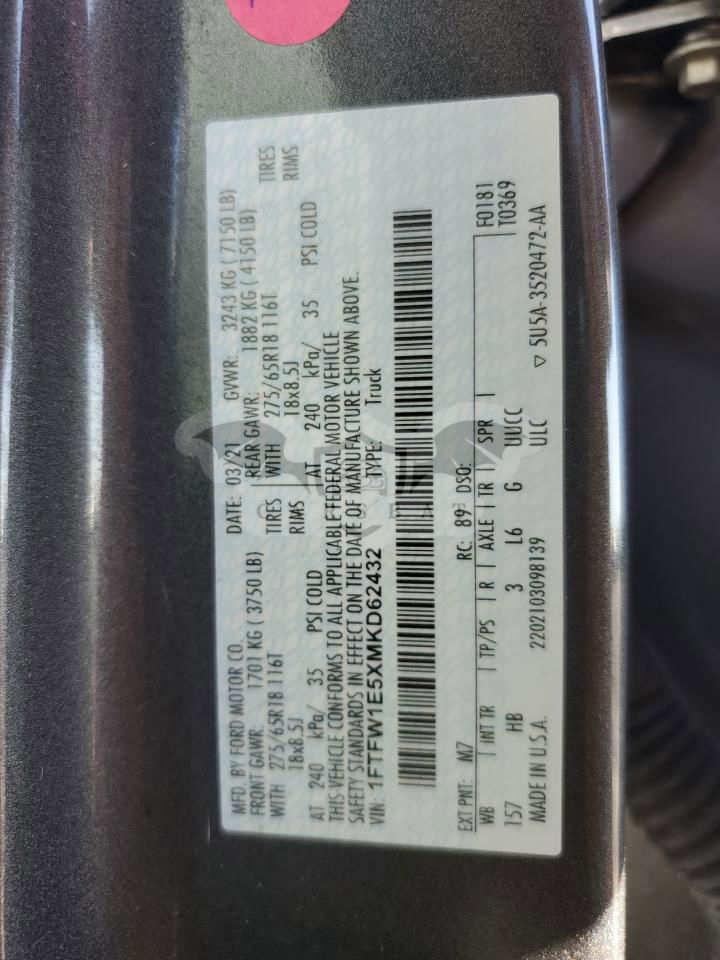 MFD. BY FORD MOTOR CO.
DATE: 03/21 GVWR: 3243 KG ( 7150 LB)
FRONT GAWR: 1701 KG ( 3750 LB) REAR GAWR: 1882 KG ( 4150 LB)
WITH 275/65R18 116T TIRES WITH 275/65R18 116T TIRES
18x8.5J RIMS 18x8.5J RIMS
AT 240 kPa/ 35 PSI COLD AT 240 kPa/ 35 PSI COLD
THIS VEHICLE CONFORMS TO ALL APPLICABLE FEDERAL MOTOR VEHICLE
SAFETY STANDARDS IN EFFECT ON THE DATE OF MANUFACTURE SHOWN ABOVE.
VIN: 1FTFW1E5XMKD62432 TYPE: Truck
F0181
EXT PNT: M7 RC: 89 DSO: T0369
WB INT TR TP/PS R AXLE TR SPR
157 HB 3 L6 G UUCC
MADE IN U.S.A. 2202103098139 ULC ▽ 5U5A-3520472-AA